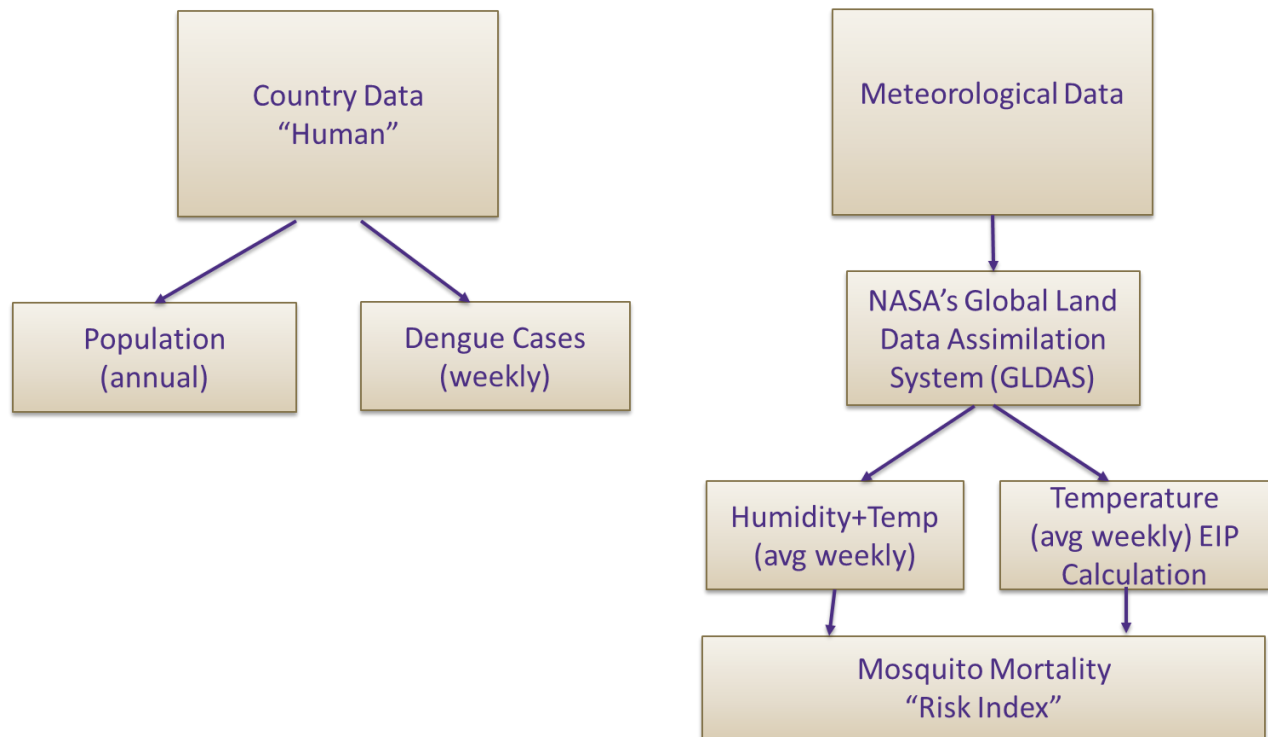 Country Data
“Human”
Population
(annual)
Dengue Cases
(weekly)
Meteorological Data
NASA’s Global Land
Data Assimilation
System (GLDAS)
Humidity+Temp
(avg weekly)
Temperature
(avg weekly) EIP
Calculation
Mosquito Mortality
“Risk Index”